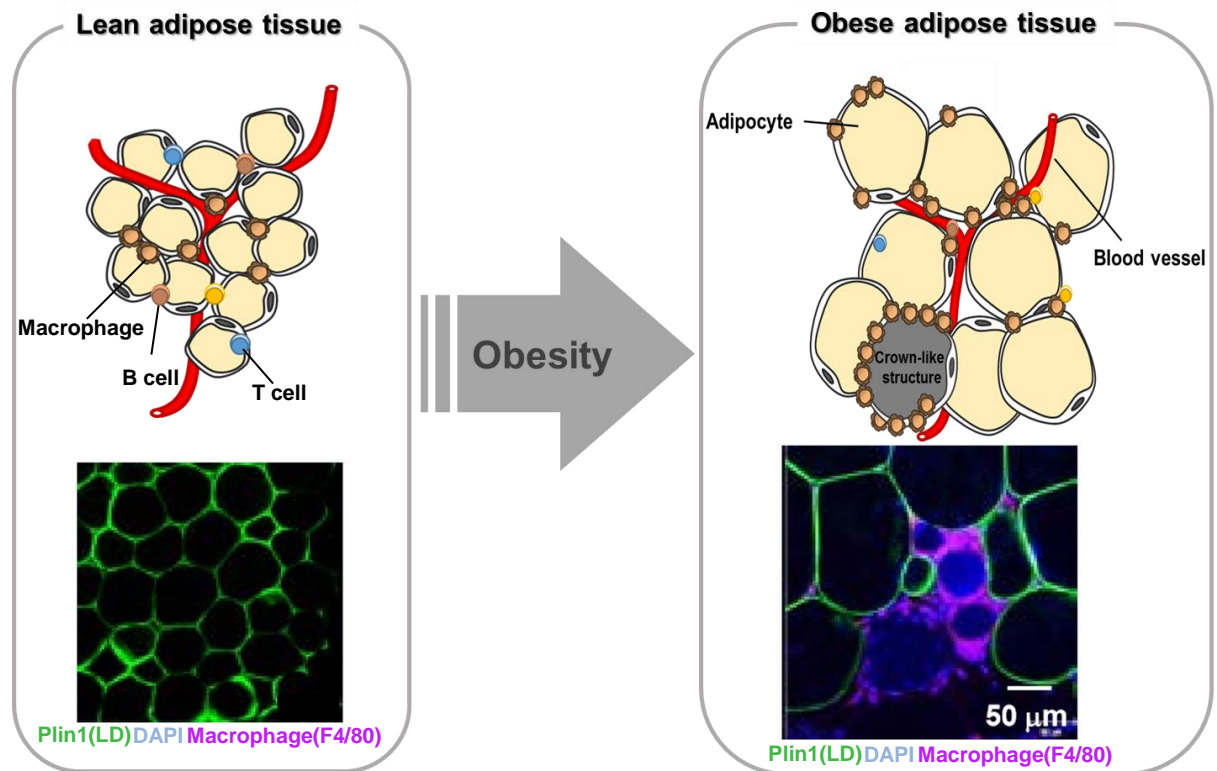 Lean adipose tissue
Macrophage
B cell
T cell
Plin1(LD) DAPI Macrophage(F4/80)
Obesity
Obese adipose tissue
Adipocyte
Blood vessel
Crown-like
structure
50 μm
Plin1(LD) DAPI Macrophage(F4/80)